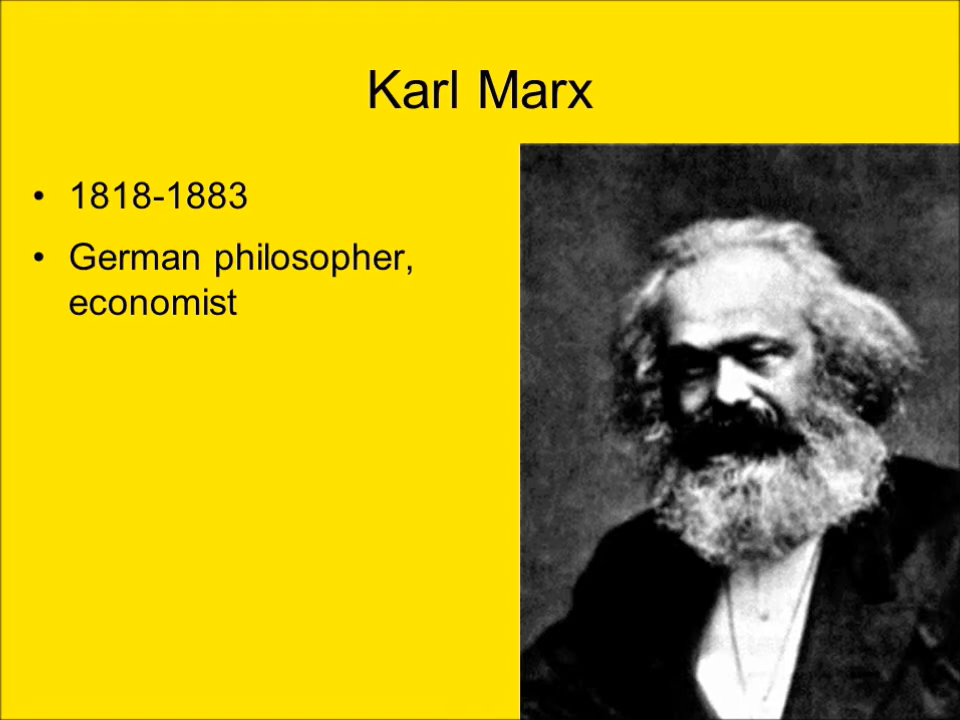 Karl Marx
• 1818-1883
• German philosopher,
economist